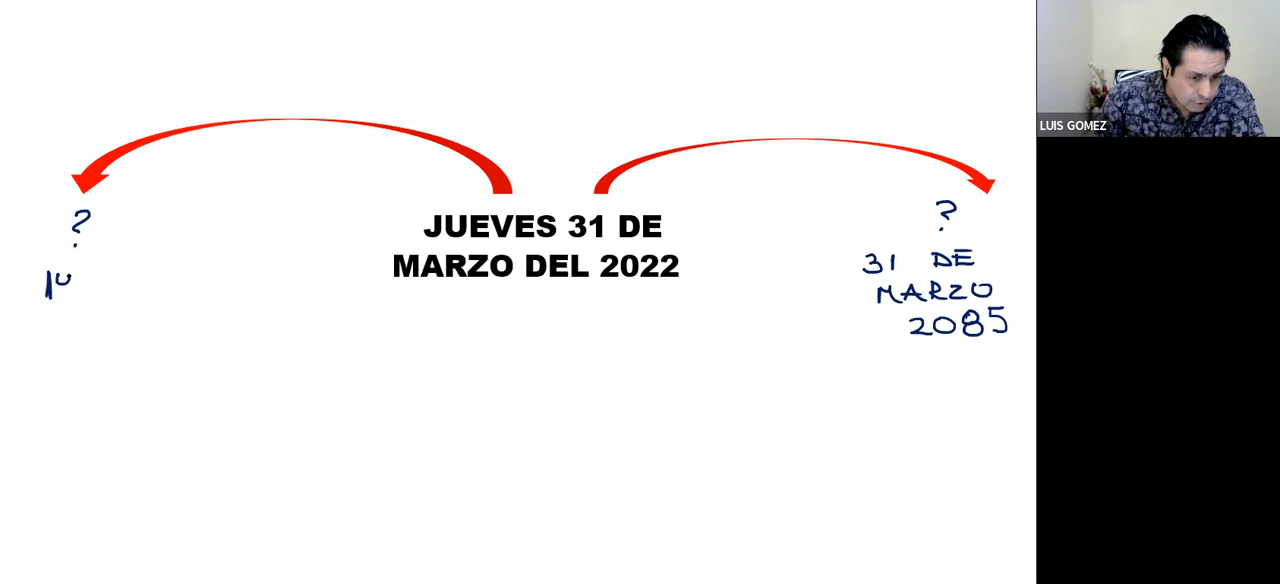 LUIS GOMEZ
?
JUEVES 31 DE
MARZO DEL 2022
?
31 DE
MARZO
2085